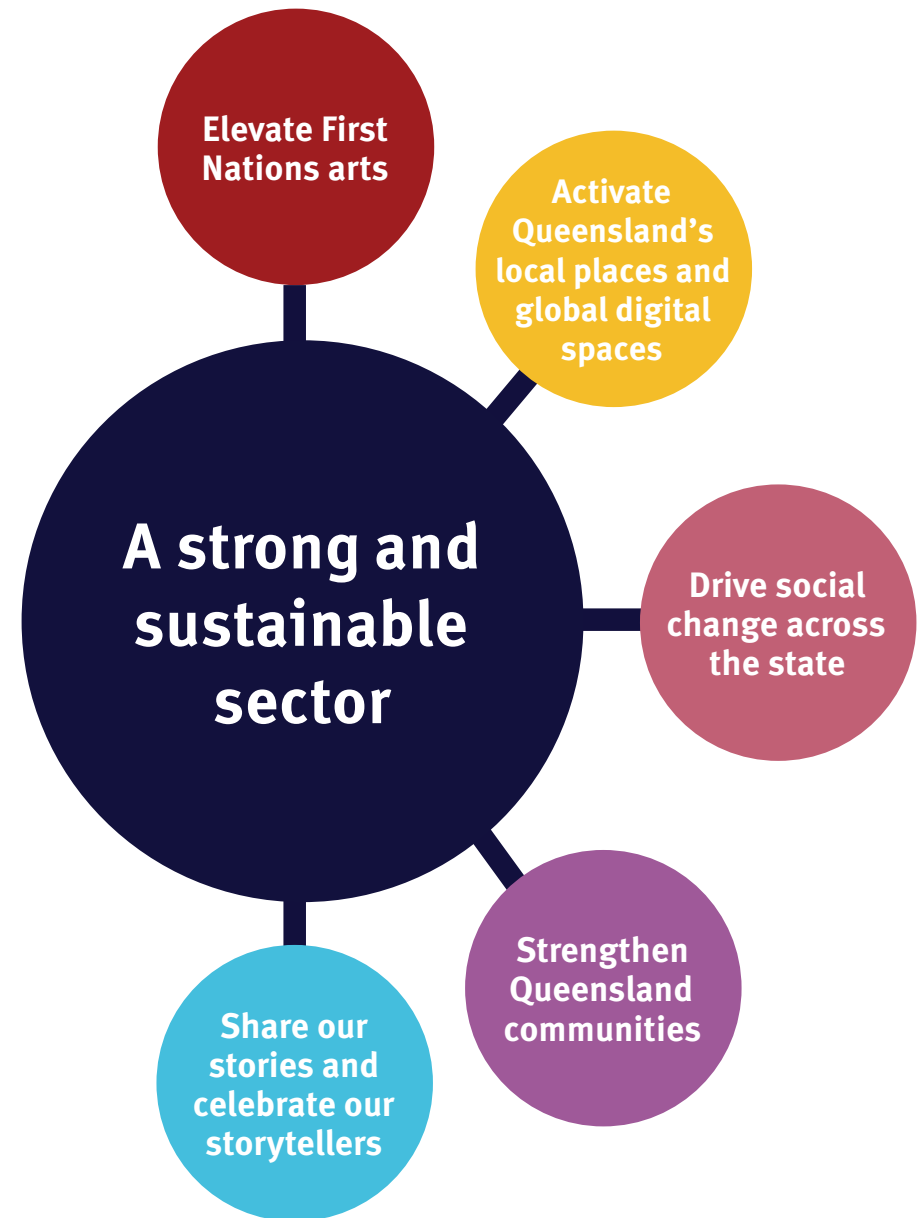 Elevate First
Nations arts
Activate
Queensland’s
local places and
global digital
spaces
A strong and
sustainable
sector
Drive social
change across
the state
Strengthen
Queensland
communities
Share our
stories and
celebrate our
storytellers